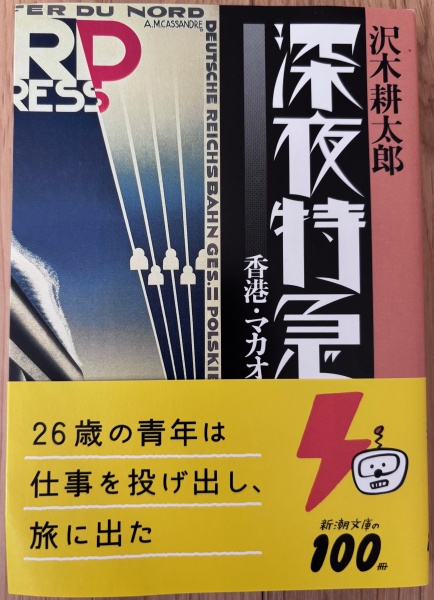 沢木耕太郎
深夜特急
香港・マカオ
FER DU NORD
A.M.CASSANDRE
RD
RESS
DEUTSCHE REICHSBAHN GES.= POLSKIE
26歳の青年は
仕事を投げ出し、
旅に出た
新潮文庫の
100冊